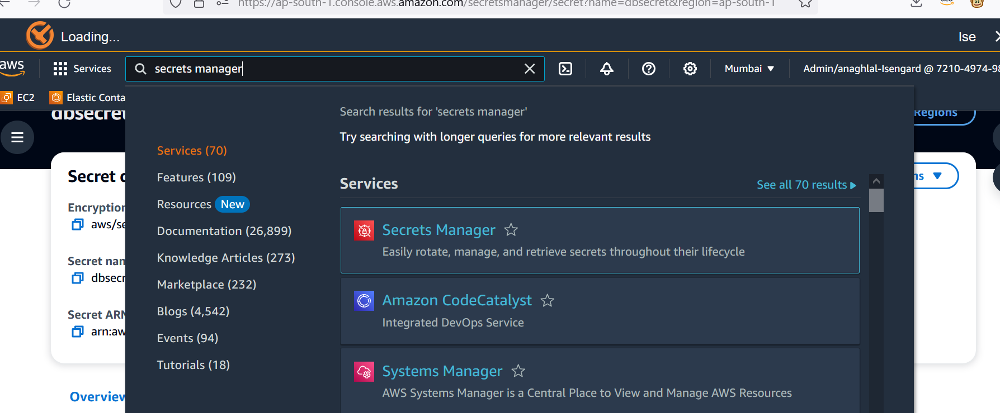 https://ap-south-1.console.aws.amazon.com/secretsmanager/secret?name=dbsecret&region=ap-south-1
Loading...
Ise
aws
Services
secrets manager
Mumbai
Admin/anaghlal-Isengard @ 7210-4974-98
EC2
Elastic Conta
dbsecret
Regions
Search results for 'secrets manager'
Try searching with longer queries for more relevant results
Services (70)
Features (109)
Resources New
Documentation (26,899)
Knowledge Articles (273)
Marketplace (232)
Blogs (4,542)
Events (94)
Tutorials (18)
Services
See all 70 results
Secrets Manager
Easily rotate, manage, and retrieve secrets throughout their lifecycle
Amazon CodeCatalyst
Integrated DevOps Service
Systems Manager
AWS Systems Manager is a Central Place to View and Manage AWS Resources
Secret
Encryption
aws/se
Secret nam
dbsecr
Secret ARN
arn:aw
Overview